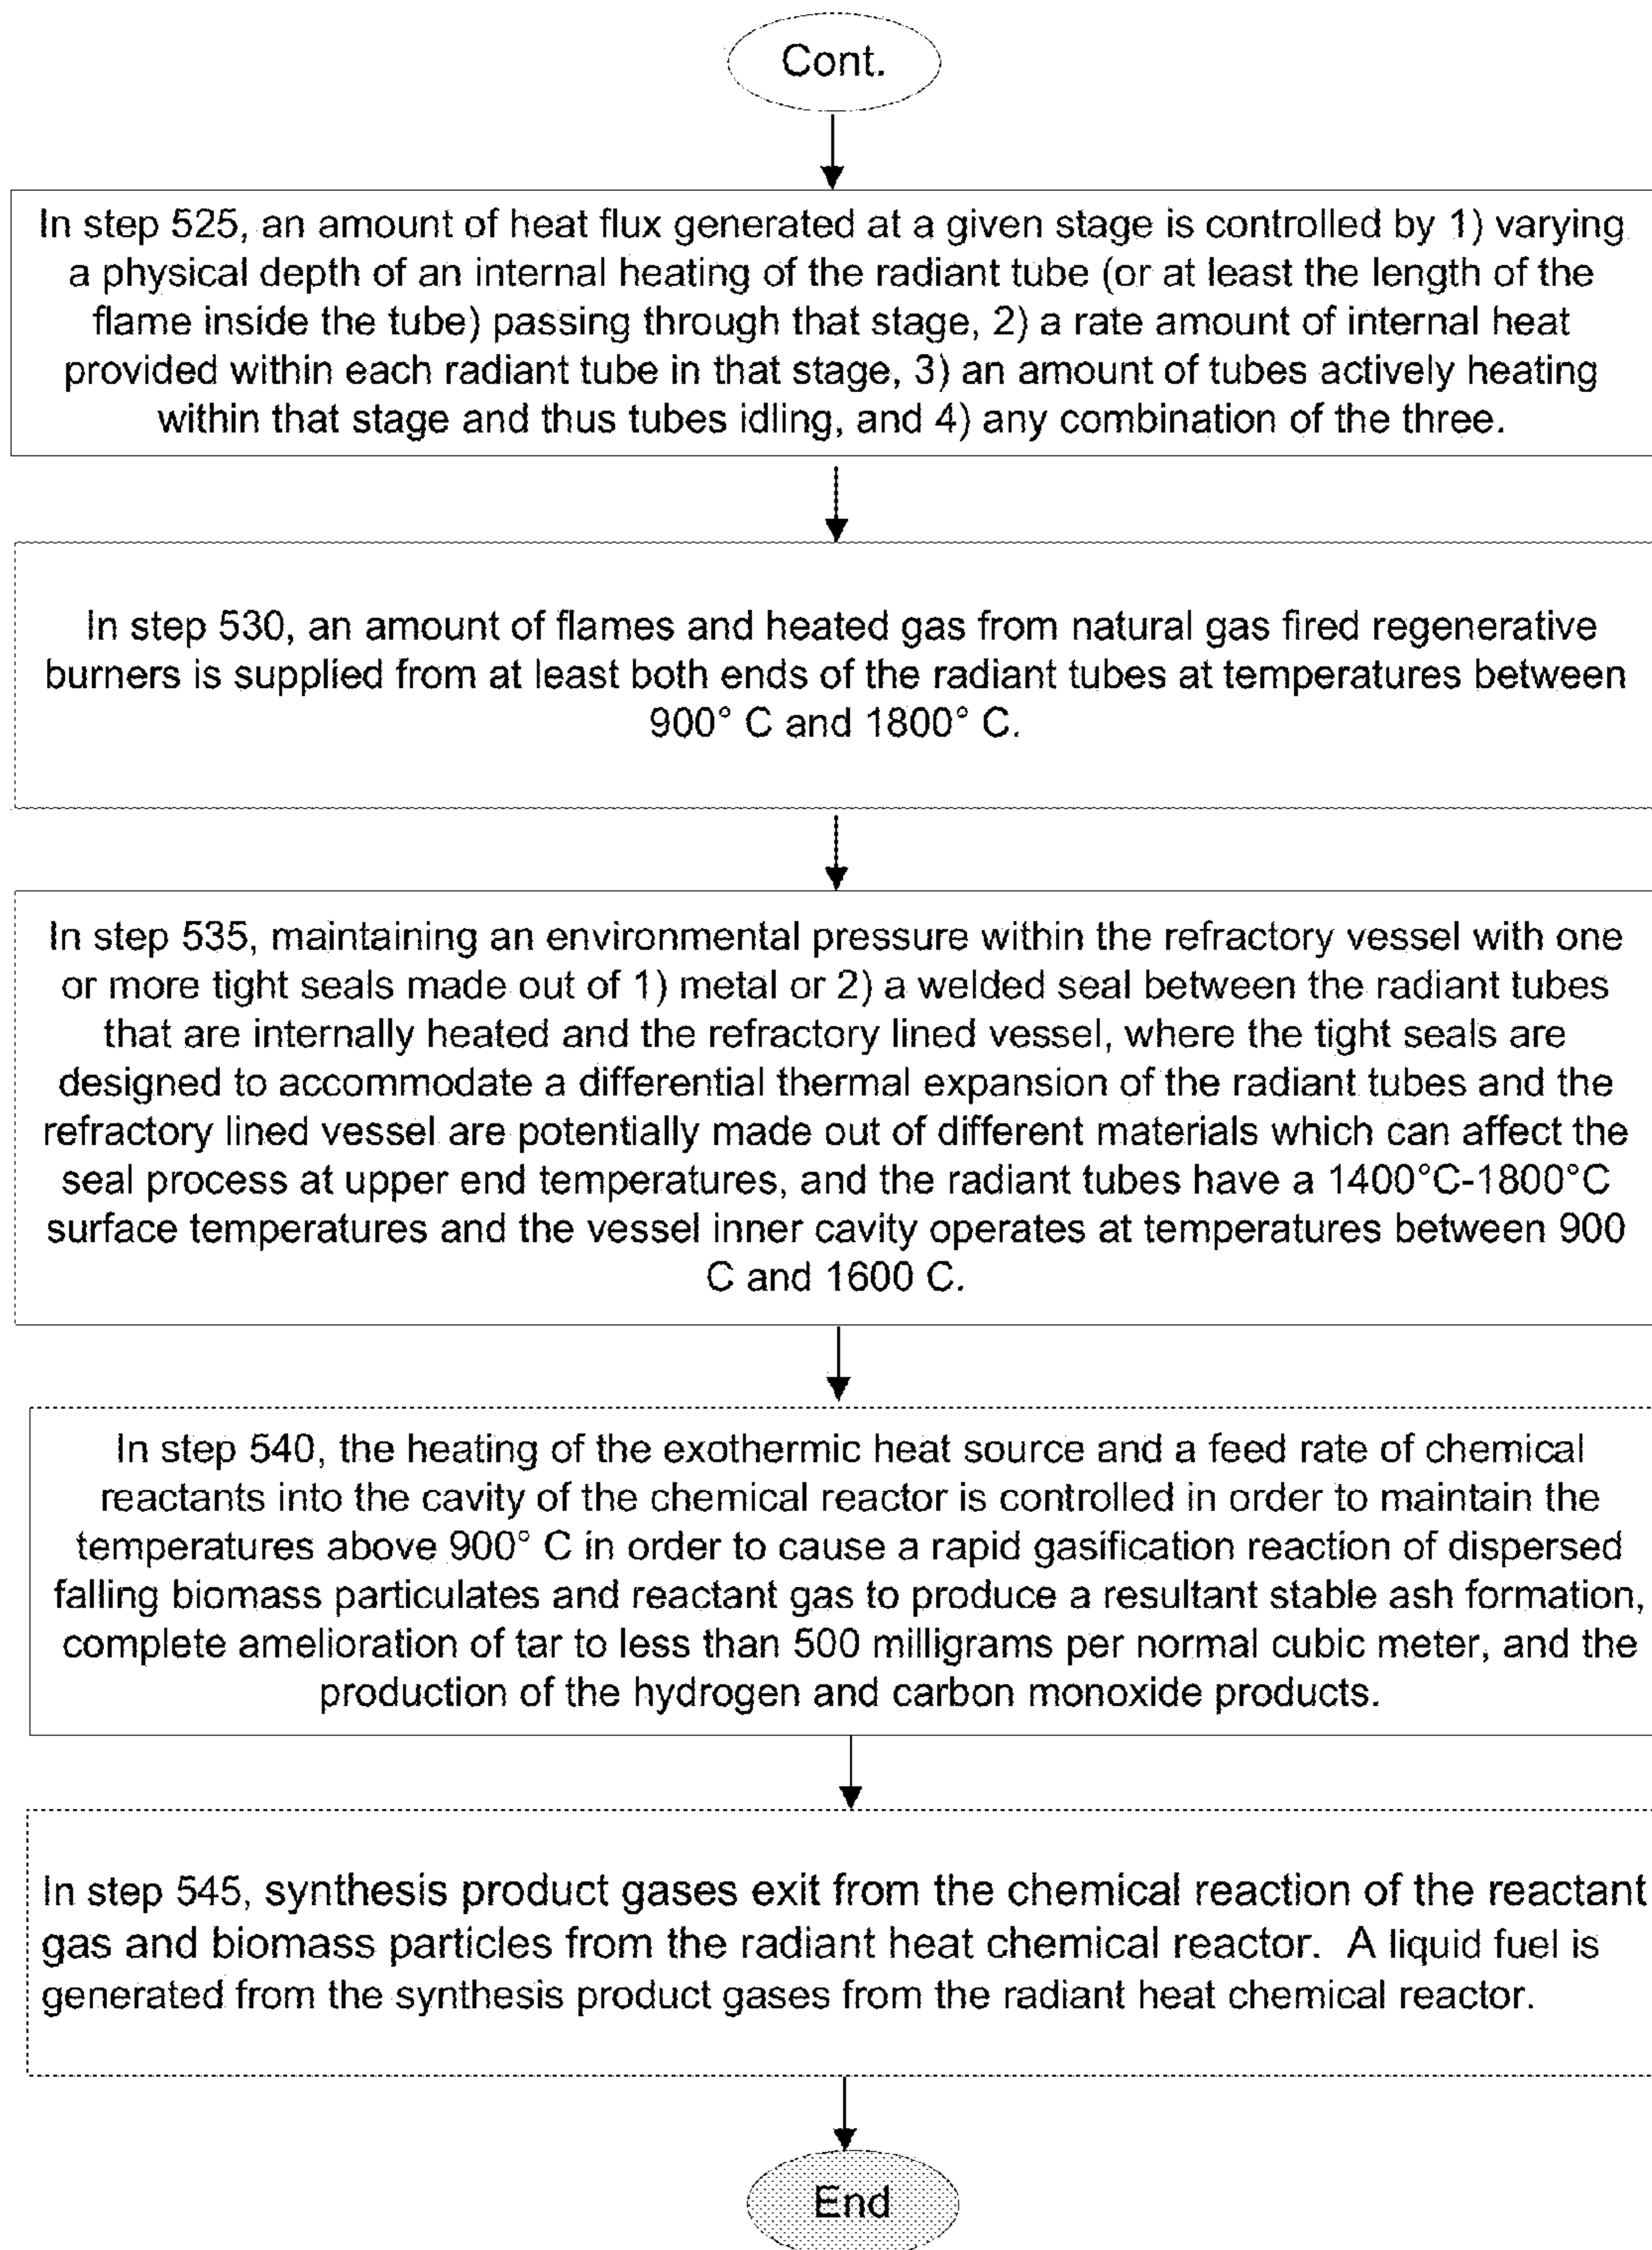 Cont.
In step 525, an amount of heat flux generated at a given stage is controlled by 1) varying
a physical depth of an internal heating of the radiant tube (or at least the length of the
flame inside the tube) passing through that stage, 2) a rate amount of internal heat
provided within each radiant tube in that stage, 3) an amount of tubes actively heating
within that stage and thus tubes idling, and 4) any combination of the three.
In step 530, an amount of flames and heated gas from natural gas fired regenerative
burners is supplied from at least both ends of the radiant tubes at temperatures between
900° C and 1800° C.
In step 535, maintaining an environmental pressure within the refractory vessel with one
or more tight seals made out of 1) metal or 2) a welded seal between the radiant tubes
that are internally heated and the refractory lined vessel, where the tight seals are
designed to accommodate a differential thermal expansion of the radiant tubes and the
refractory lined vessel are potentially made out of different materials which can affect the
seal process at upper end temperatures, and the radiant tubes have a 1400°C-1800°C
surface temperatures and the vessel inner cavity operates at temperatures between 900
C and 1600 C.
In step 540, the heating of the exothermic heat source and a feed rate of chemical
reactants into the cavity of the chemical reactor is controlled in order to maintain the
temperatures above 900° C in order to cause a rapid gasification reaction of dispersed
falling biomass particulates and reactant gas to produce a resultant stable ash formation,
complete amelioration of tar to less than 500 milligrams per normal cubic meter, and the
production of the hydrogen and carbon monoxide products.
In step 545, synthesis product gases exit from the chemical reaction of the reactant
gas and biomass particles from the radiant heat chemical reactor. A liquid fuel is
generated from the synthesis product gases from the radiant heat chemical reactor.
End